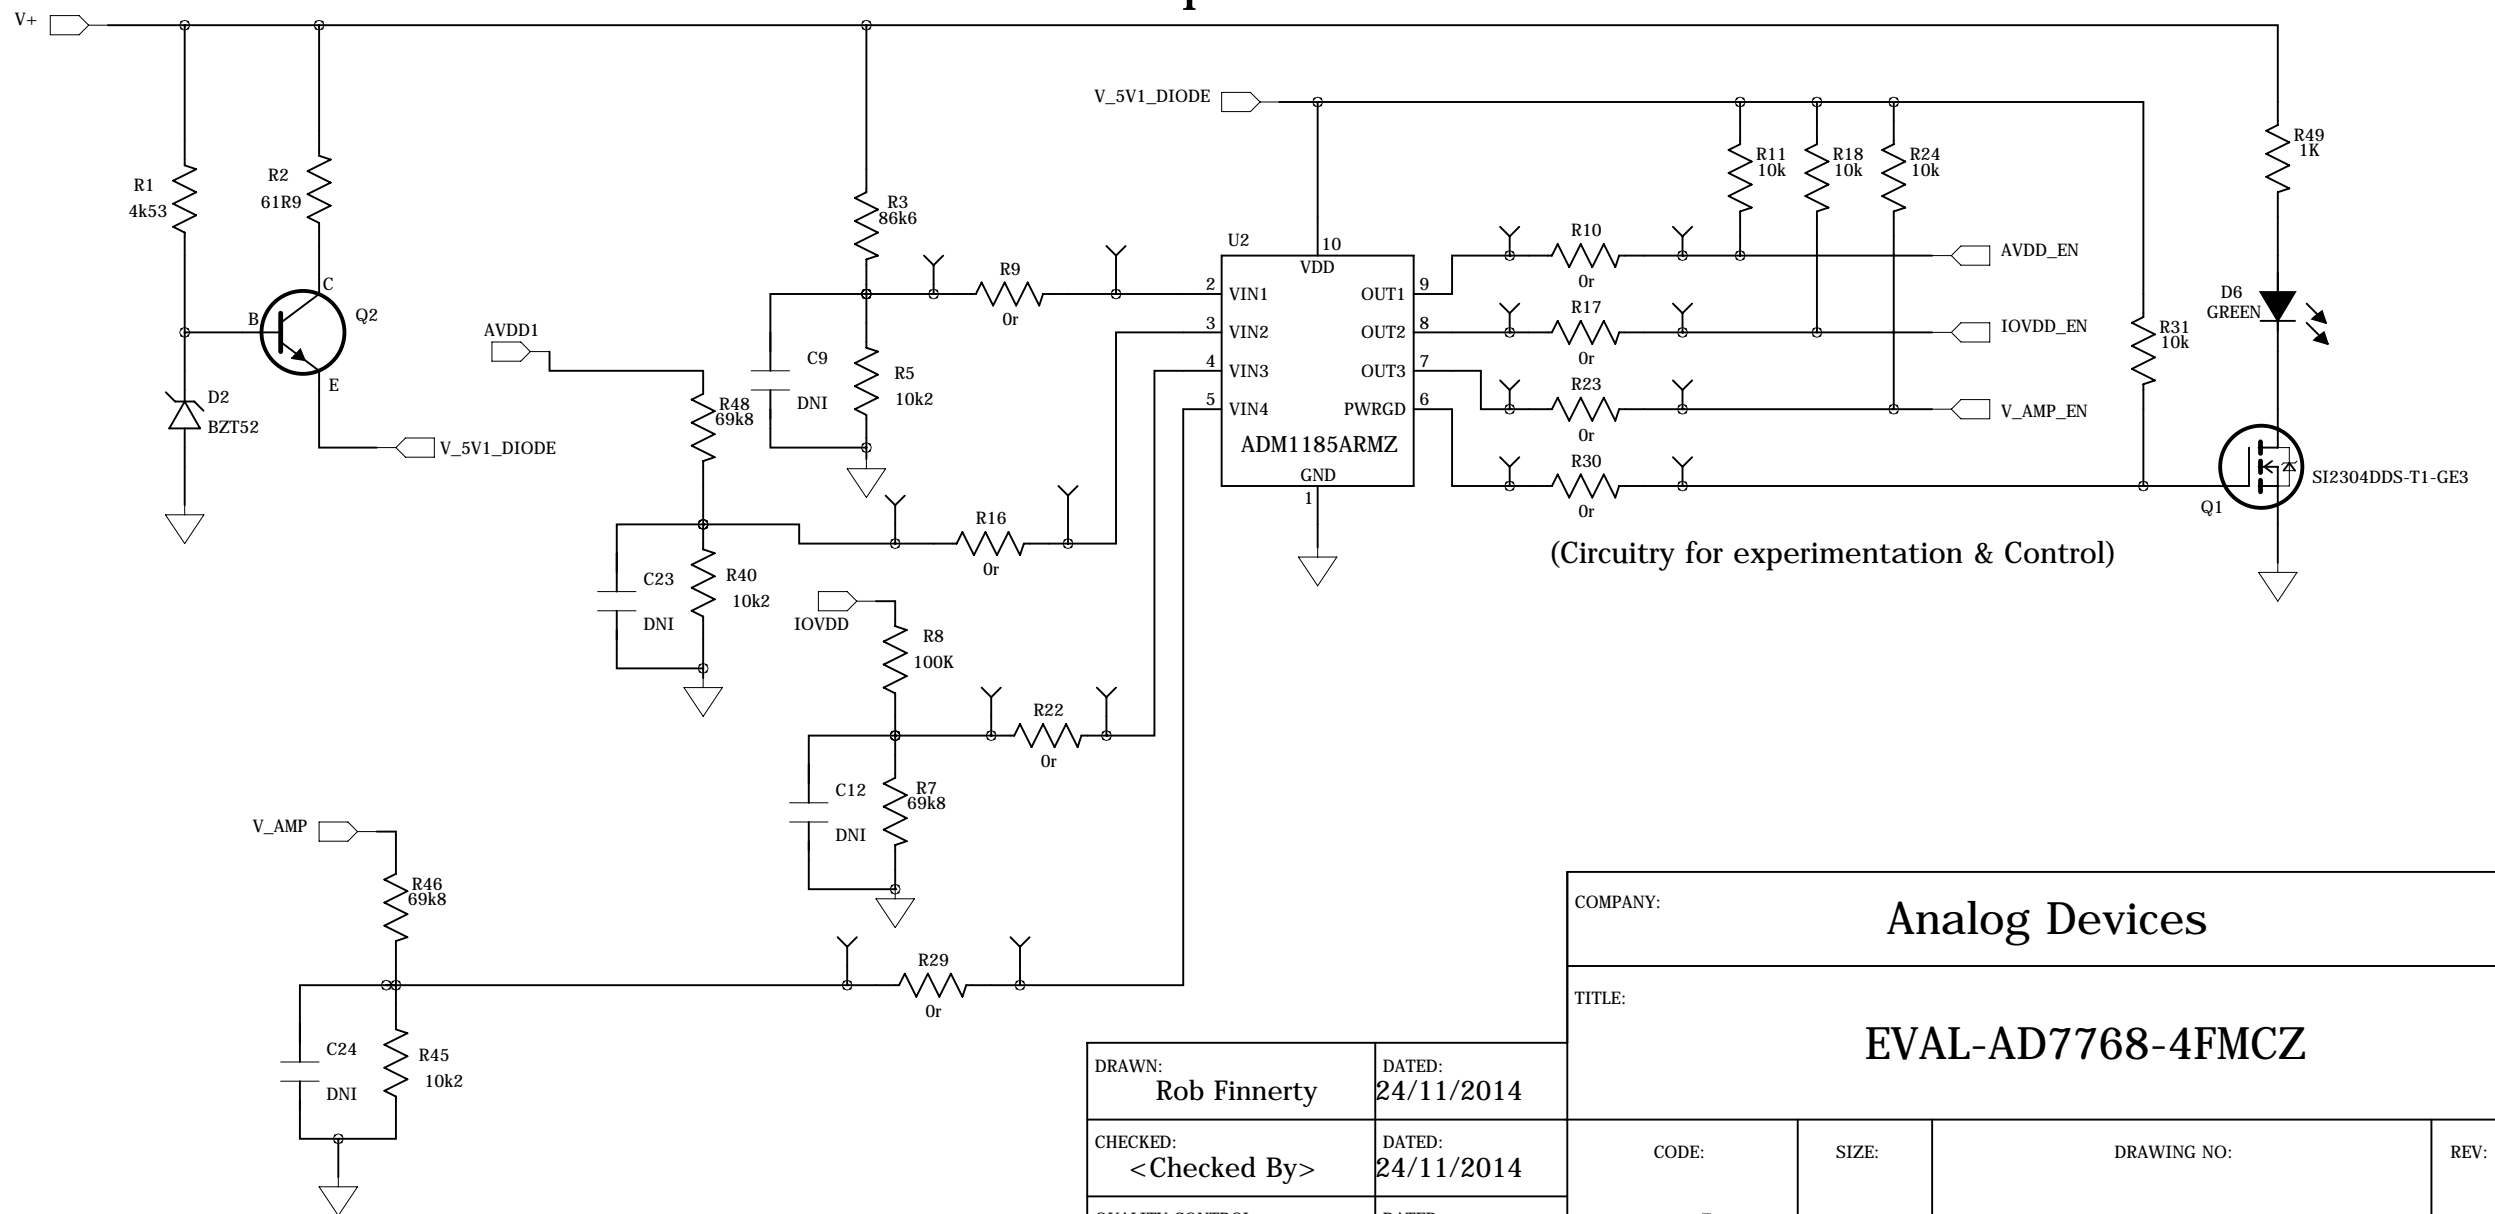 V+
R1
4k53
R2
61R9
B
C
E
Q2
D2
BZT52
V_5V1_DIODE
AVDD1
R48
69k8
C23
DNI
R40
10k2
R3
86k6
C9
DNI
R5
10k2
R9
0r
R16
0r
IOVDD
R8
100K
C12
DNI
R7
69k8
R22
0r
V_AMP
R46
69k8
C24
DNI
R45
10k2
R29
0r
V_5V1_DIODE
U2
10
VDD
2
VIN1
3
VIN2
4
VIN3
5
VIN4
OUT1
9
OUT2
8
OUT3
7
PWRGD
6
ADM1185ARMZ
GND
1
R10
0r
R17
0r
R23
0r
R30
0r
R11
10k
R18
10k
R24
10k
AVDD_EN
IOVDD_EN
V_AMP_EN
R31
10k
R49
1K
D6
GREEN
SI2304DDS-T1-GE3
Q1
(Circuitry for experimentation & Control)
COMPANY:
Analog Devices
TITLE:
EVAL-AD7768-4FMCZ
DRAWN:
Rob Finnerty
DATED:
24/11/2014
CHECKED:
<Checked By>
DATED:
24/11/2014
CODE:
SIZE:
DRAWING NO:
REV: